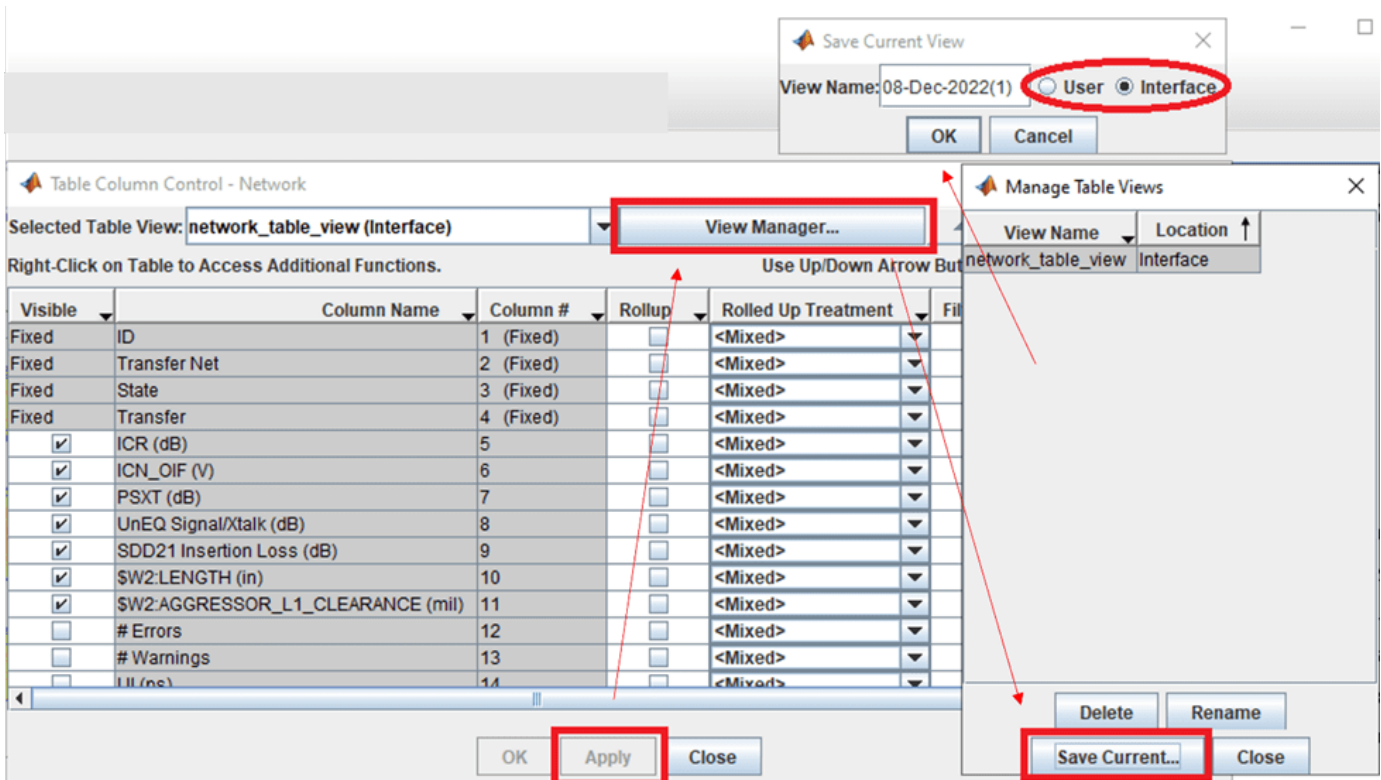 Save Current View
View Name: 08-Dec-2022(1) User Interface
OK Cancel
Table Column Control - Network
Selected Table View: network_table_view (Interface) View Manager...
Right-Click on Table to Access Additional Functions. Use Up/Down Arrow
Visible Column Name Column # Rollup Rolled Up Treatment
Fixed ID 1 (Fixed) <Mixed>
Fixed Transfer Net 2 (Fixed) <Mixed>
Fixed State 3 (Fixed) <Mixed>
Fixed Transfer 4 (Fixed) <Mixed>
ICR (dB) 5 <Mixed>
ICN_OIF (V) 6 <Mixed>
PSXT (dB) 7 <Mixed>
UnEQ Signal/Xtalk (dB) 8 <Mixed>
SDD21 Insertion Loss (dB) 9 <Mixed>
$W2:LENGTH (in) 10 <Mixed>
$W2:AGGRESSOR_L1_CLEARANCE (mil) 11 <Mixed>
# Errors 12 <Mixed>
# Warnings 13 <Mixed>
UI (ns) 14 <Mixed>
OK Apply Close
Manage Table Views
View Name Location
network_table_view Interface
Delete Rename
Save Current... Close